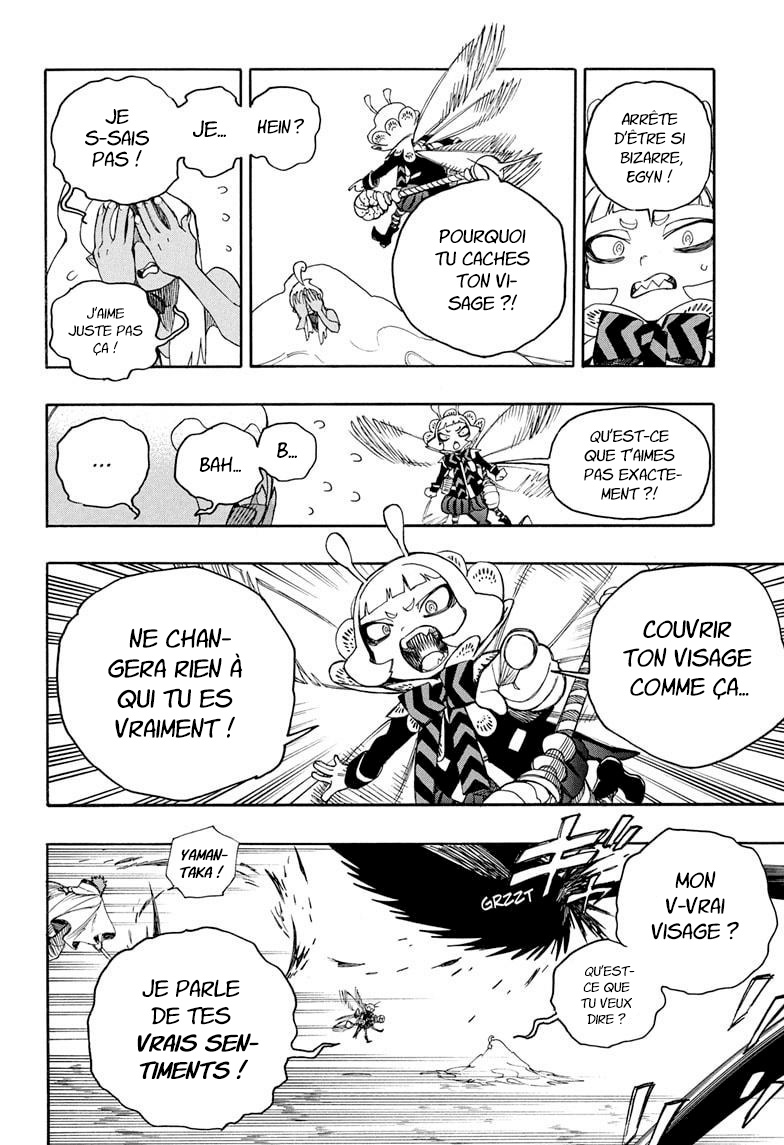 ARRÊTE
D'ÊTRE SI
BIZARRE,
EGYN !
POURQUOI
TU CACHES
TON VI-
SAGE ?!
HEIN ?
JE...
JE
S-SAIS
PAS !
J'AIME
JUSTE PAS
ÇA !
QU'EST-CE
QUE T'AIMES
PAS EXACTE-
MENT ?!
B...
BAH...
...
COUVRIR
TON VISAGE
COMME ÇA...
NE CHAN-
GERA RIEN À
QUI TU ES
VRAIMENT !
MON
V-VRAI
VISAGE ?
QU'EST-
CE QUE
TU VEUX
DIRE ?
ギギ
GRZZT
YAMAN-
TAKA !
JE PARLE
DE TES
VRAIS SEN-
TIMENTS !